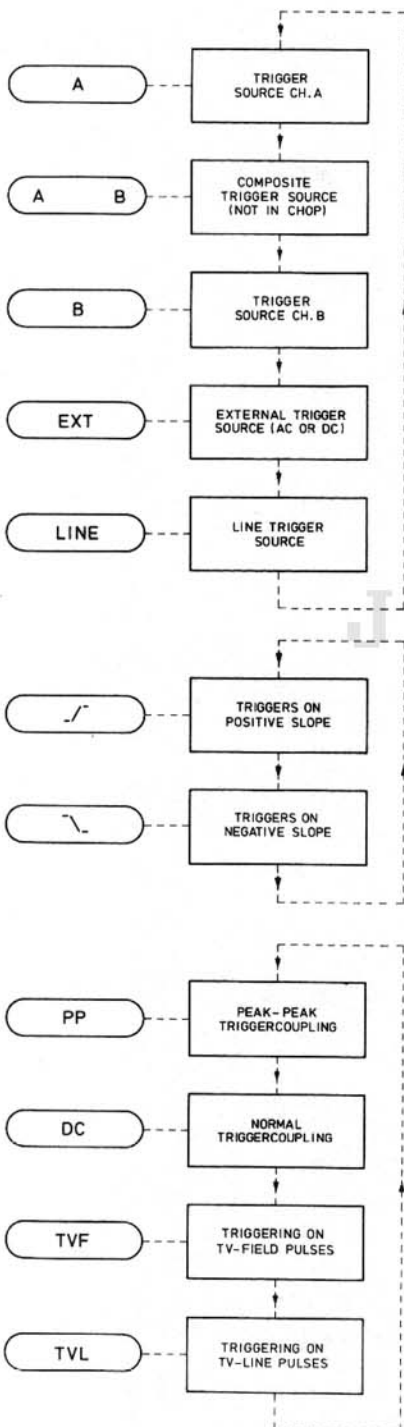 A
TRIGGER
SOURCE CH.A
A B
COMPOSITE
TRIGGER SOURCE
(NOT IN CHOP)
B
TRIGGER
SOURCE CH.B
EXT
EXTERNAL TRIGGER
SOURCE (AC OR DC)
LINE
LINE TRIGGER
SOURCE
TRIGGERS ON
POSITIVE SLOPE
TRIGGERS ON
NEGATIVE SLOPE
PP
PEAK-PEAK
TRIGGERCOUPLING
DC
NORMAL
TRIGGERCOUPLING
TVF
TRIGGERING ON
TV-FIELD PULSES
TVL
TRIGGERING ON
TV-LINE PULSES